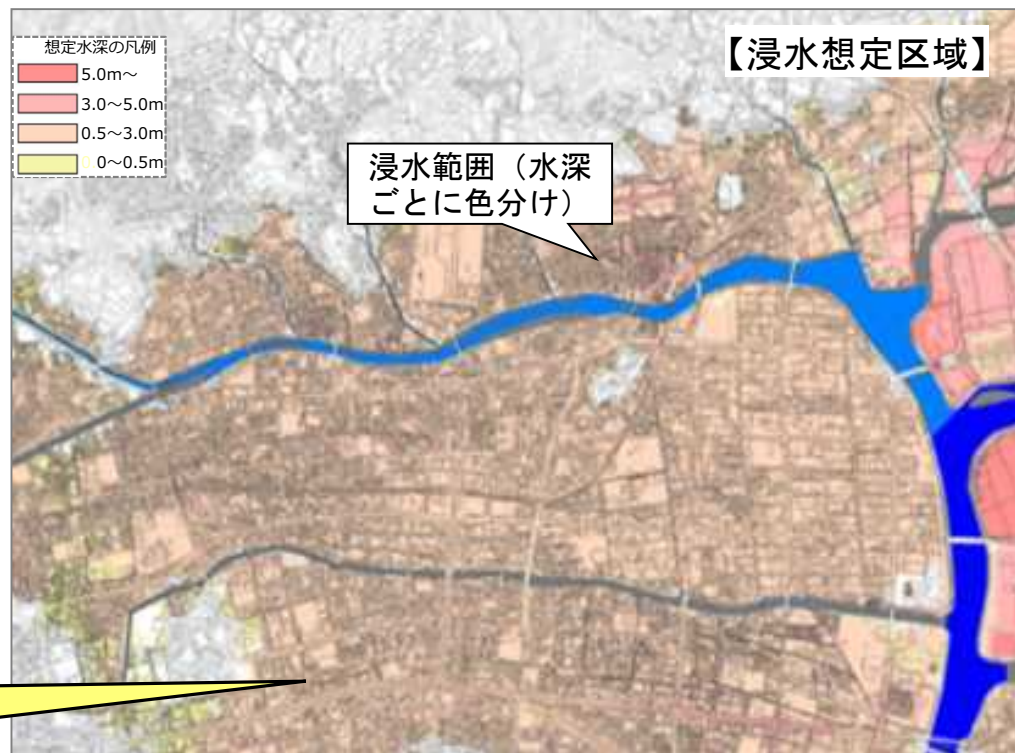 【浸水想定区域】
想定水深の凡例
5.0m～
3.0～5.0m
0.5～3.0m
0～0.5m
浸水範囲（水深
ごとに色分け）